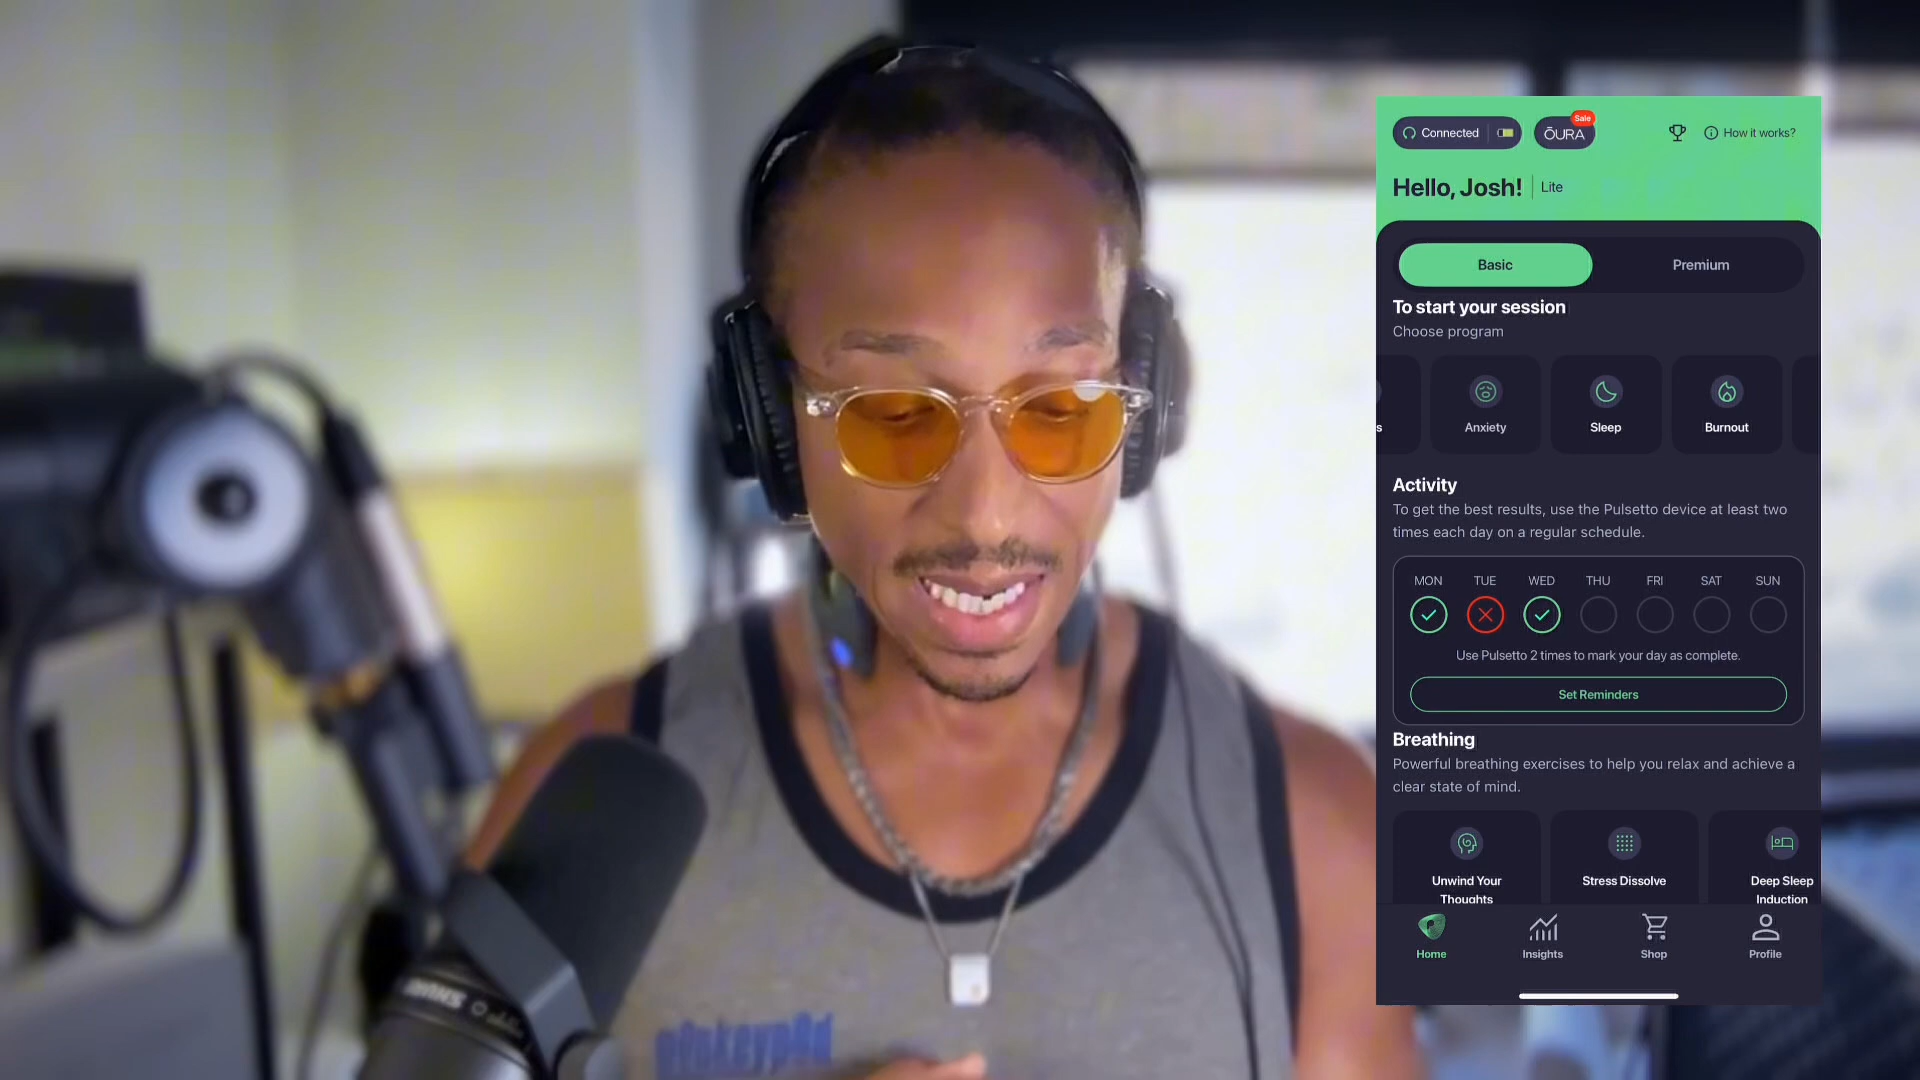 Connected
ŌURA
Sale
How it works?
Hello, Josh!
Lite
Basic
Premium
To start your session
Choose program
s
Anxiety
Sleep
Burnout
Activity
To get the best results, use the Pulsetto device at least two
times each day on a regular schedule.
MON TUE WED THU FRI SAT SUN
Use Pulsetto 2 times to mark your day as complete.
Set Reminders
Breathing
Powerful breathing exercises to help you relax and achieve a
clear state of mind.
Unwind Your
Thoughts
Stress Dissolve
Deep Sleep
Induction
Home
Insights
Shop
Profile
SHURE